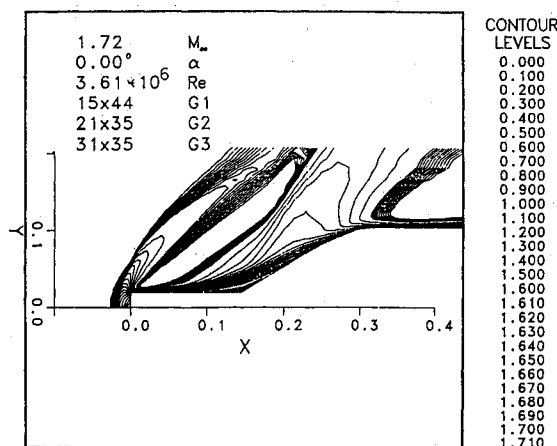 1.72 M∞
0.00° α
3.61×10⁶ Re
15x44 G1
21x35 G2
31x35 G3
Y
0.1
0.0
0.0 0.1 0.2 0.3 0.4
X
CONTOUR
LEVELS
0.000
0.100
0.200
0.300
0.400
0.500
0.600
0.700
0.800
0.900
1.000
1.100
1.200
1.300
1.400
1.500
1.600
1.610
1.620
1.630
1.640
1.650
1.660
1.670
1.680
1.690
1.700
1.710